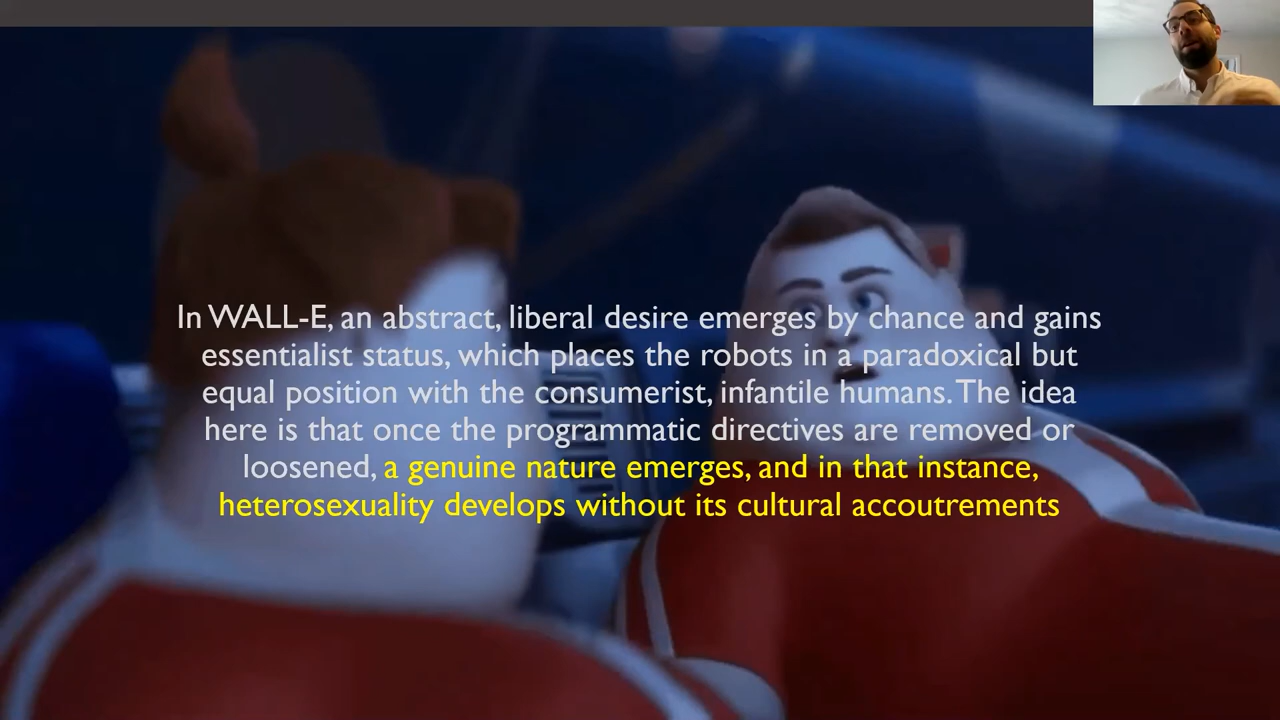 In WALL-E, an abstract, liberal desire emerges by chance and gains
essentialist status, which places the robots in a paradoxical but
equal position with the consumerist, infantile humans. The idea
here is that once the programmatic directives are removed or
loosened, a genuine nature emerges, and in that instance,
heterosexuality develops without its cultural accoutrements